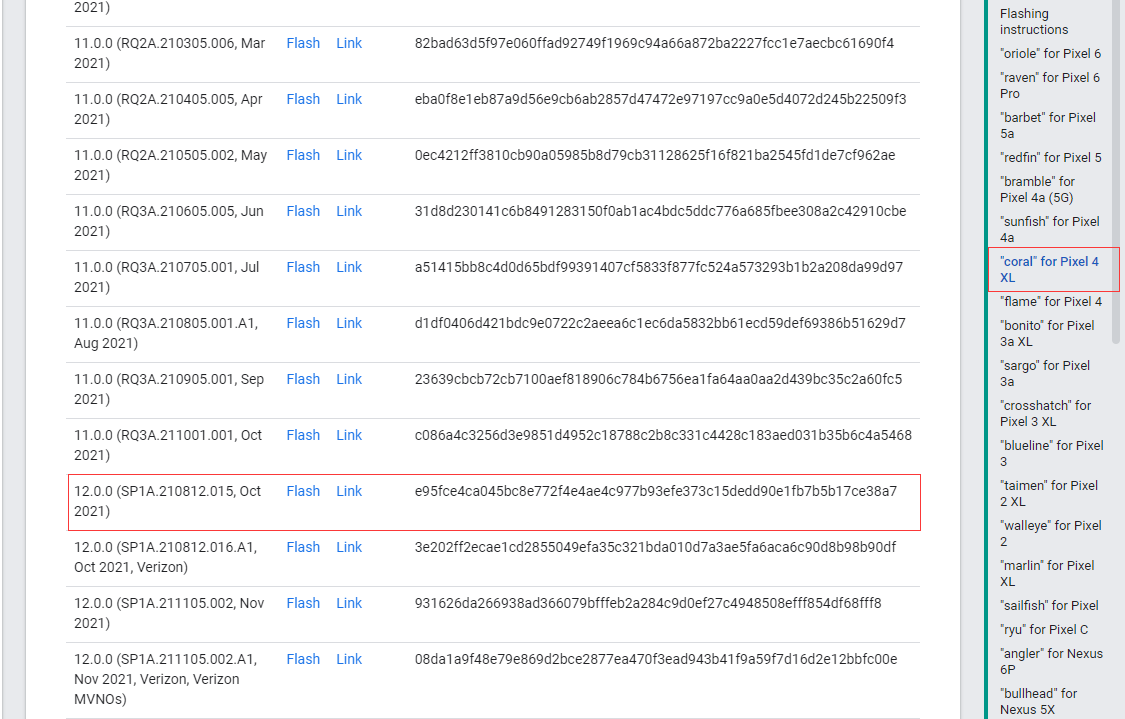 2021)
11.0.0 (RQ2A.210305.006, Mar Flash Link 82bad63d5f97e060ffad92749f1969c94a66a872ba2227fcc1e7aecbc61690f4
2021)
11.0.0 (RQ2A.210405.005, Apr Flash Link eba0f8e1eb87a9d56e9cb6ab2857d47472e97197cc9a0e5d4072d245b22509f3
2021)
11.0.0 (RQ2A.210505.002, May Flash Link 0ec4212ff3810cb90a05985b8d79cb31128625f16f821ba2545fd1de7cf962ae
2021)
11.0.0 (RQ3A.210605.005, Jun Flash Link 31d8d230141c6b8491283150f0ab1ac4bdc5ddc776a685fbee308a2c42910cbe
2021)
11.0.0 (RQ3A.210705.001, Jul Flash Link a51415bb8c4d0d65bdf99391407cf5833f877fc524a573293b1b2a208da99d97
2021)
11.0.0 (RQ3A.210805.001.A1, Flash Link d1df0406d421bdc9e0722c2aeea6c1ec6da5832bb61ecd59def69386b51629d7
Aug 2021)
11.0.0 (RQ3A.210905.001, Sep Flash Link 23639cbcb72cb7100aef818906c784b6756ea1fa64aa0aa2d439bc35c2a60fc5
2021)
11.0.0 (RQ3A.211001.001, Oct Flash Link c086a4c3256d3e9851d4952c18788c2b8c331c4428c183aed031b35b6c4a5468
2021)
12.0.0 (SP1A.210812.015, Oct Flash Link e95fce4ca045bc8e772f4e4ae4c977b93efe373c15dedd90e1fb7b5b17ce38a7
2021)
12.0.0 (SP1A.210812.016.A1, Flash Link 3e202ff2ecae1cd2855049efa35c321bda010d7a3ae5fa6aca6c90d8b98b90df
Oct 2021, Verizon)
12.0.0 (SP1A.211105.002, Nov Flash Link 931626da266938ad366079bfffeb2a284c9d0ef27c4948508efff854df68fff8
2021)
12.0.0 (SP1A.211105.002.A1, Flash Link 08da1a9f48e79e869d2bce2877ea470f3ead943b41f9a59f7d16d2e12bbfc00e
Nov 2021, Verizon, Verizon
MVNOs)
Flashing
instructions
"oriole" for Pixel 6
"raven" for Pixel 6
Pro
"barbet" for Pixel
5a
"redfin" for Pixel 5
"bramble" for
Pixel 4a (5G)
"sunfish" for Pixel
4a
"coral" for Pixel 4
XL
"flame" for Pixel 4
"bonito" for Pixel
3a XL
"sargo" for Pixel
3a
"crosshatch" for
Pixel 3 XL
"blueline" for Pixel
3
"taimen" for Pixel
2 XL
"walleye" for Pixel
2
"marlin" for Pixel
XL
"sailfish" for Pixel
"ryu" for Pixel C
"angler" for Nexus
6P
"bullhead" for
Nexus 5X